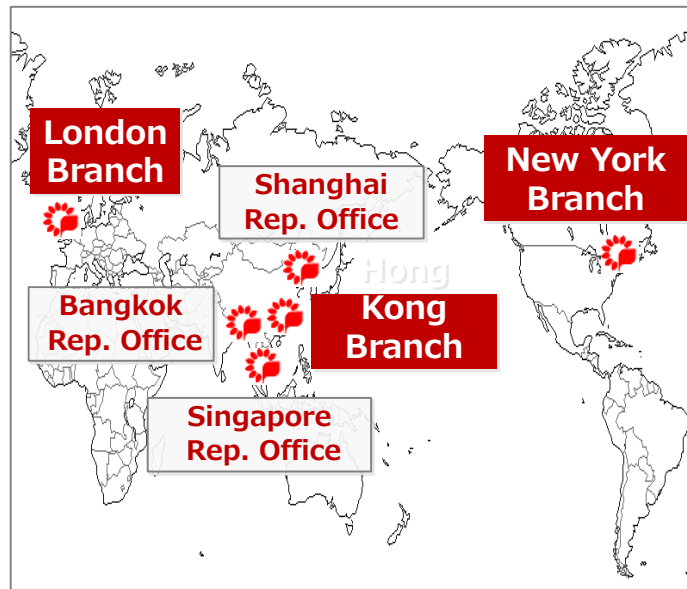 London
Branch
New York
Branch
Shanghai
Rep. Office
Hong
Kong
Branch
Bangkok
Rep. Office
Singapore
Rep. Office